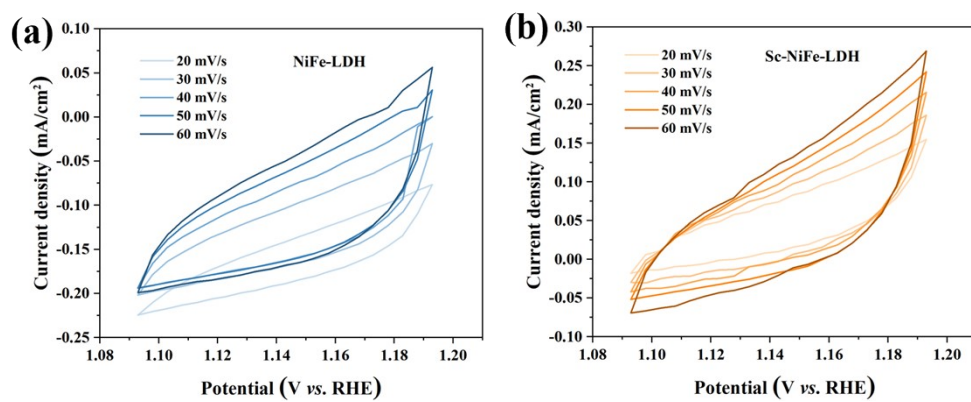 (a)
NiFe-LDH
20 mV/s
30 mV/s
40 mV/s
50 mV/s
60 mV/s
0.10
0.05
0.00
-0.05
-0.10
-0.15
-0.20
-0.25
Current density (mA/cm²)
1.08
1.10
1.12
1.14
1.16
1.18
1.20
Potential (V vs. RHE)
(b)
Sc-NiFe-LDH
20 mV/s
30 mV/s
40 mV/s
50 mV/s
60 mV/s
0.30
0.25
0.20
0.15
0.10
0.05
0.00
-0.05
-0.10
Current density (mA/cm²)
1.08
1.10
1.12
1.14
1.16
1.18
1.20
Potential (V vs. RHE)